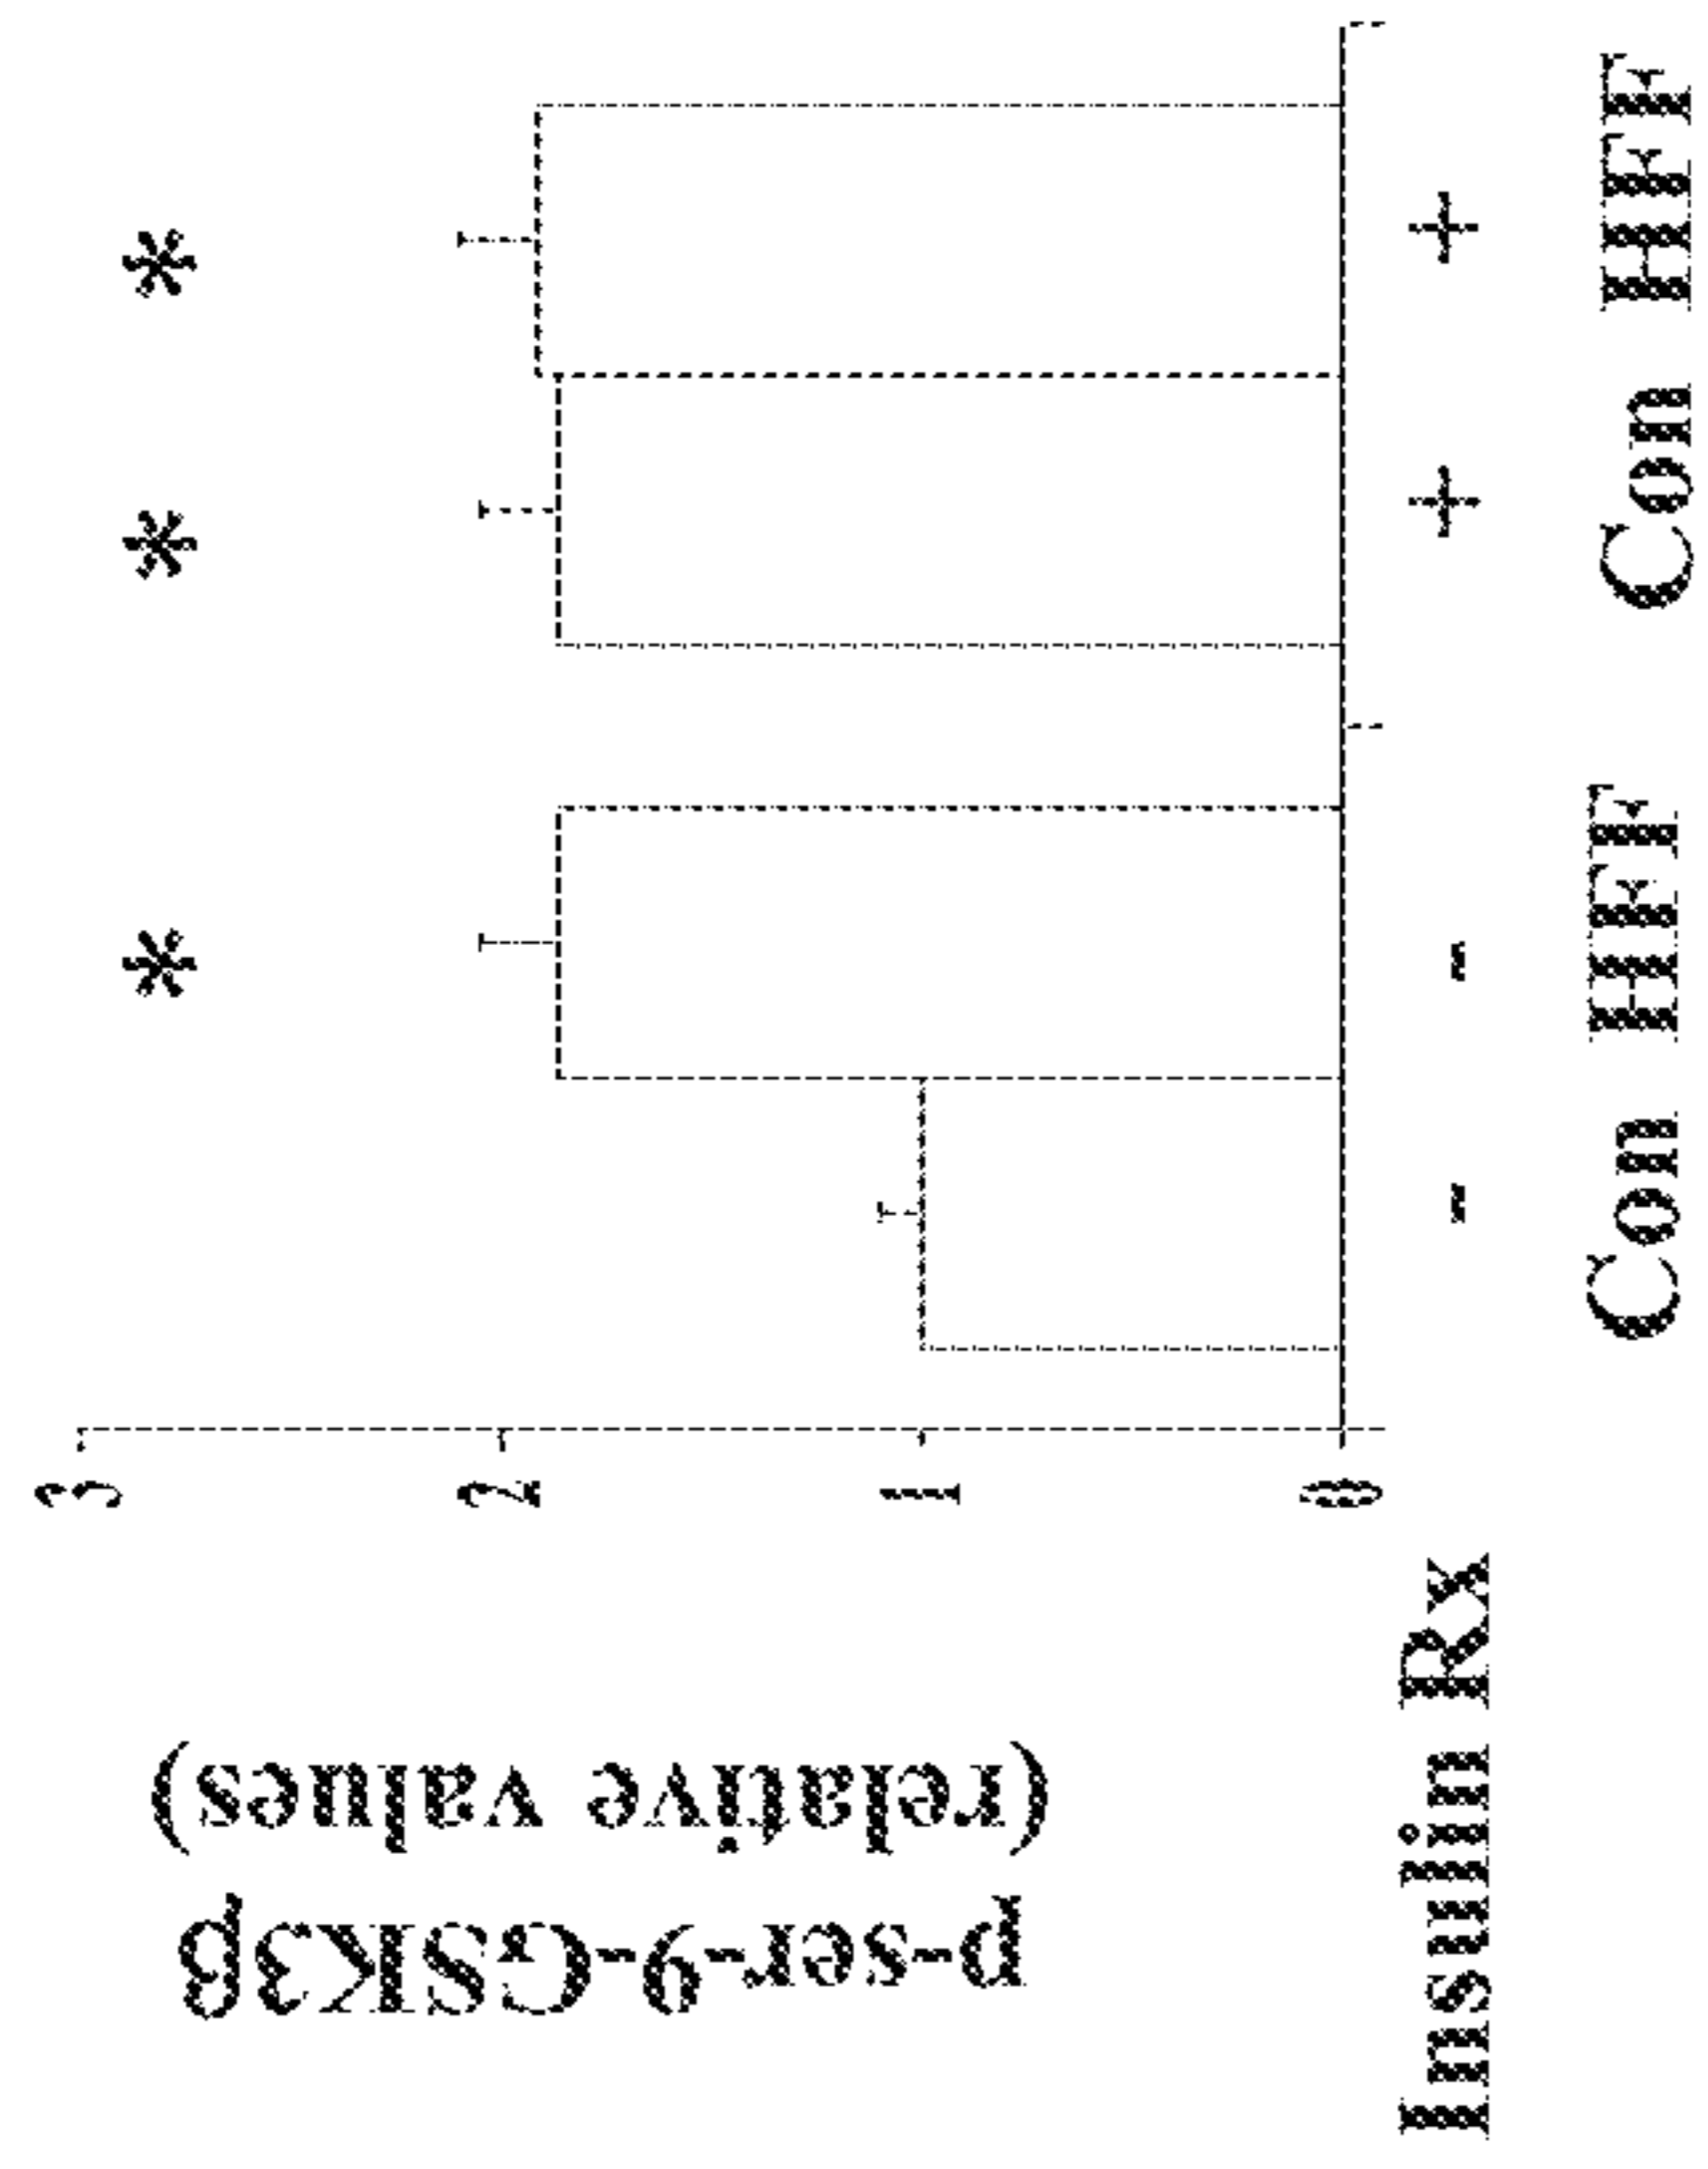 p-ser-9-GSK3β
(relative values)
3
2
1
0
* * *
Insulin Rx - - + +
Con HFF Con HFF